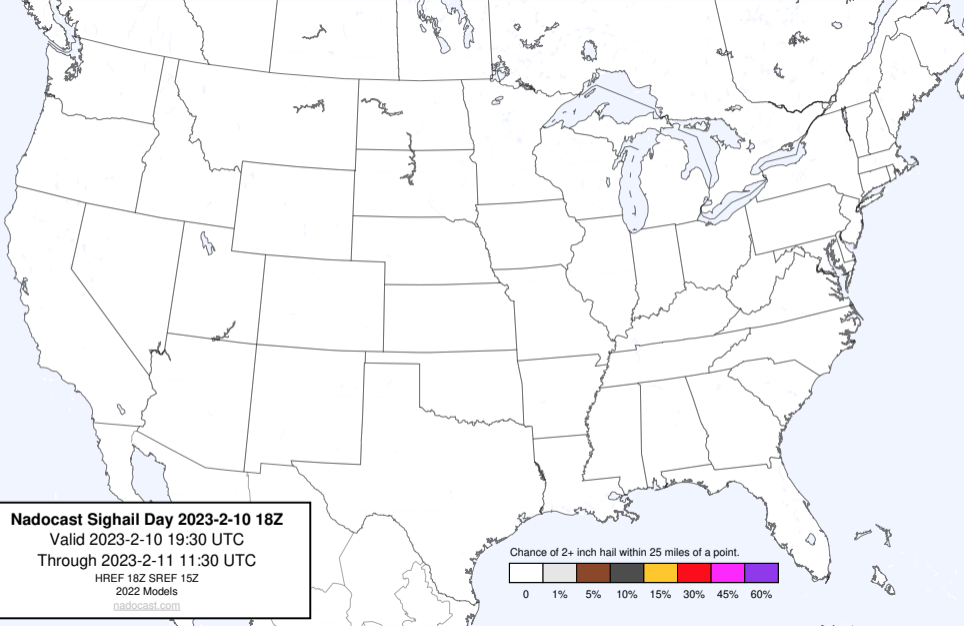 Nadocast Sighail Day 2023-2-10 18Z
Valid 2023-2-10 19:30 UTC
Through 2023-2-11 11:30 UTC
HREF 18Z SREF 15Z
2022 Models
nadocast.com
Chance of 2+ inch hail within 25 miles of a point.
0 1% 5% 10% 15% 30% 45% 60%